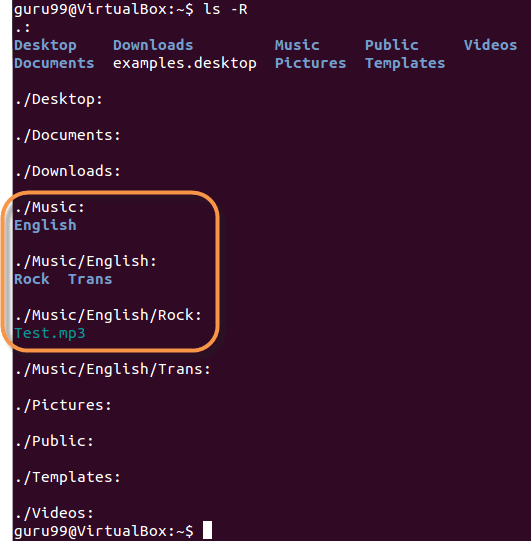 guru99@VirtualBox:~$ ls -R
.:
Desktop    Downloads         Music     Public     Videos
Documents  examples.desktop  Pictures  Templates
./Desktop:
./Documents:
./Downloads:
./Music:
English
./Music/English:
Rock  Trans
./Music/English/Rock:
Test.mp3
./Music/English/Trans:
./Pictures:
./Public:
./Templates:
./Videos:
guru99@VirtualBox:~$